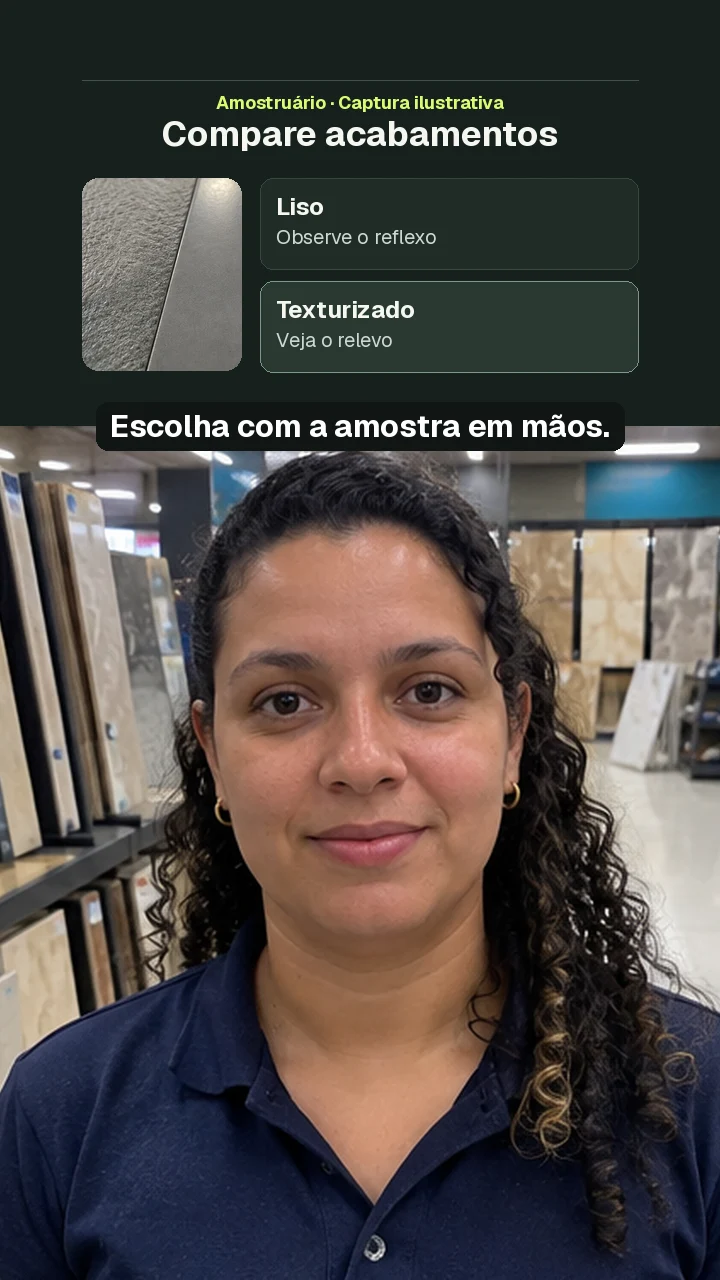 Amostruário · Captura ilustrativa
Compare acabamentos
Liso
Observe o reflexo
Texturizado
Veja o relevo
Escolha com a amostra em mãos.